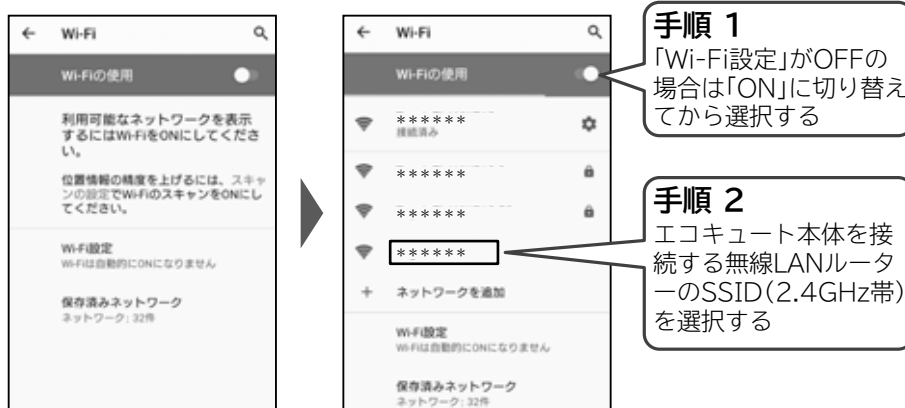 ← Wi-Fi
Wi-Fiの使用
利用可能なネットワークを表示
するにはWi-FiをONにしてくださ
い。
位置情報の精度を上げるには、スキャ
ンの設定でWi-FiのスキャンをONにし
てください。
Wi-Fi設定
Wi-Fiは自動的にONになりません
保存済みネットワーク
ネットワーク: 32件
← Wi-Fi
Wi-Fiの使用
******
接続済み
******
******
******
+ ネットワークを追加
Wi-Fi設定
Wi-Fiは自動的にONになりません
保存済みネットワーク
ネットワーク: 32件
手順 1
「Wi-Fi設定」がOFFの
場合は「ON」に切り替え
てから選択する
手順 2
エコキュート本体を接
続する無線LANルータ
ーのSSID(2.4GHz帯)
を選択する